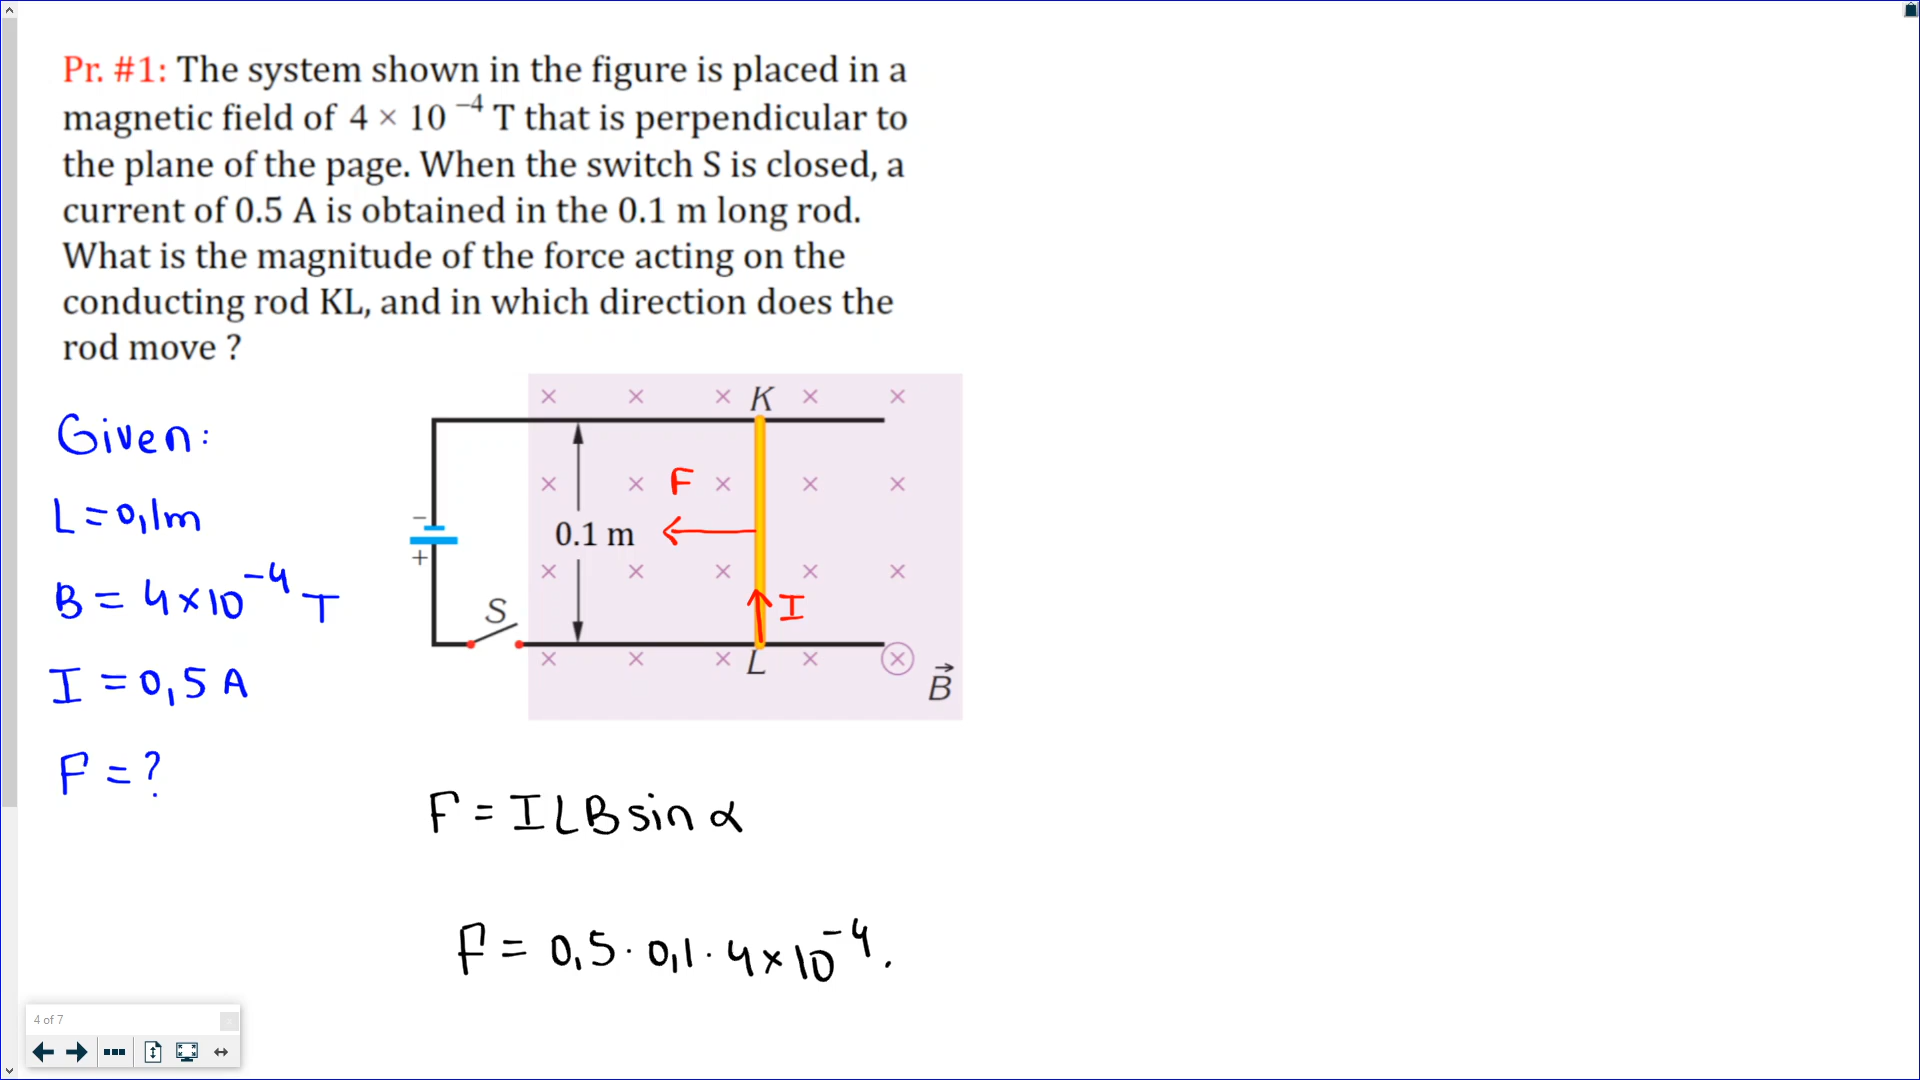 Pr. #1: The system shown in the figure is placed in a
magnetic field of 4 × 10 ⁻⁴ T that is perpendicular to
the plane of the page. When the switch S is closed, a
current of 0.5 A is obtained in the 0.1 m long rod.
What is the magnitude of the force acting on the
conducting rod KL, and in which direction does the
rod move ?
Given:
L = 0,1m
B = 4×10⁻⁴ T
I = 0,5 A
F = ?
K
F
−
0.1 m
+
S
I
L
B⃗
F = I L B sin α
F = 0,5 · 0,1 · 4×10⁻⁴ .
4 of 7